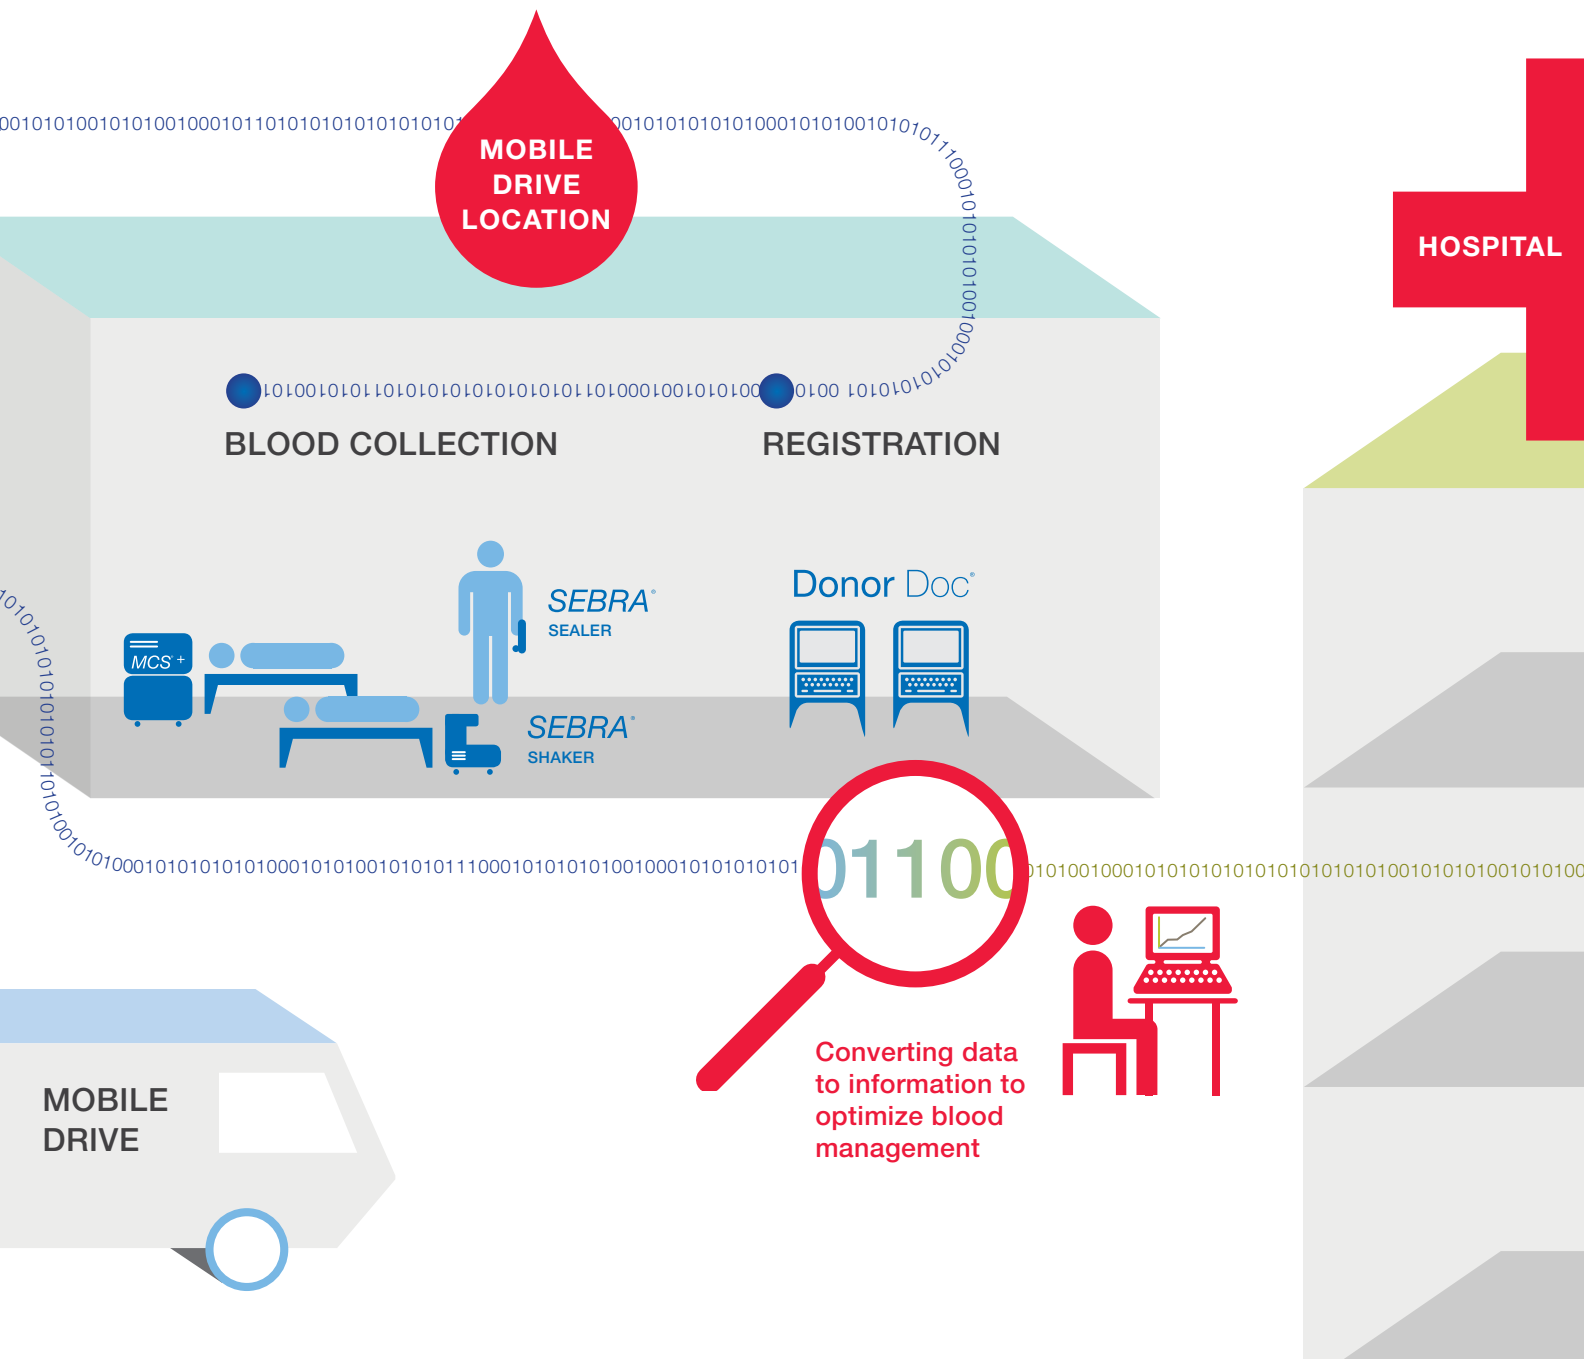 MOBILE
DRIVE
LOCATION
HOSPITAL
BLOOD COLLECTION
REGISTRATION
SEBRA®
SEALER
Donor Doc®
MCS®+
SEBRA®
SHAKER
01100
Converting data
to information to
optimize blood
management
MOBILE
DRIVE